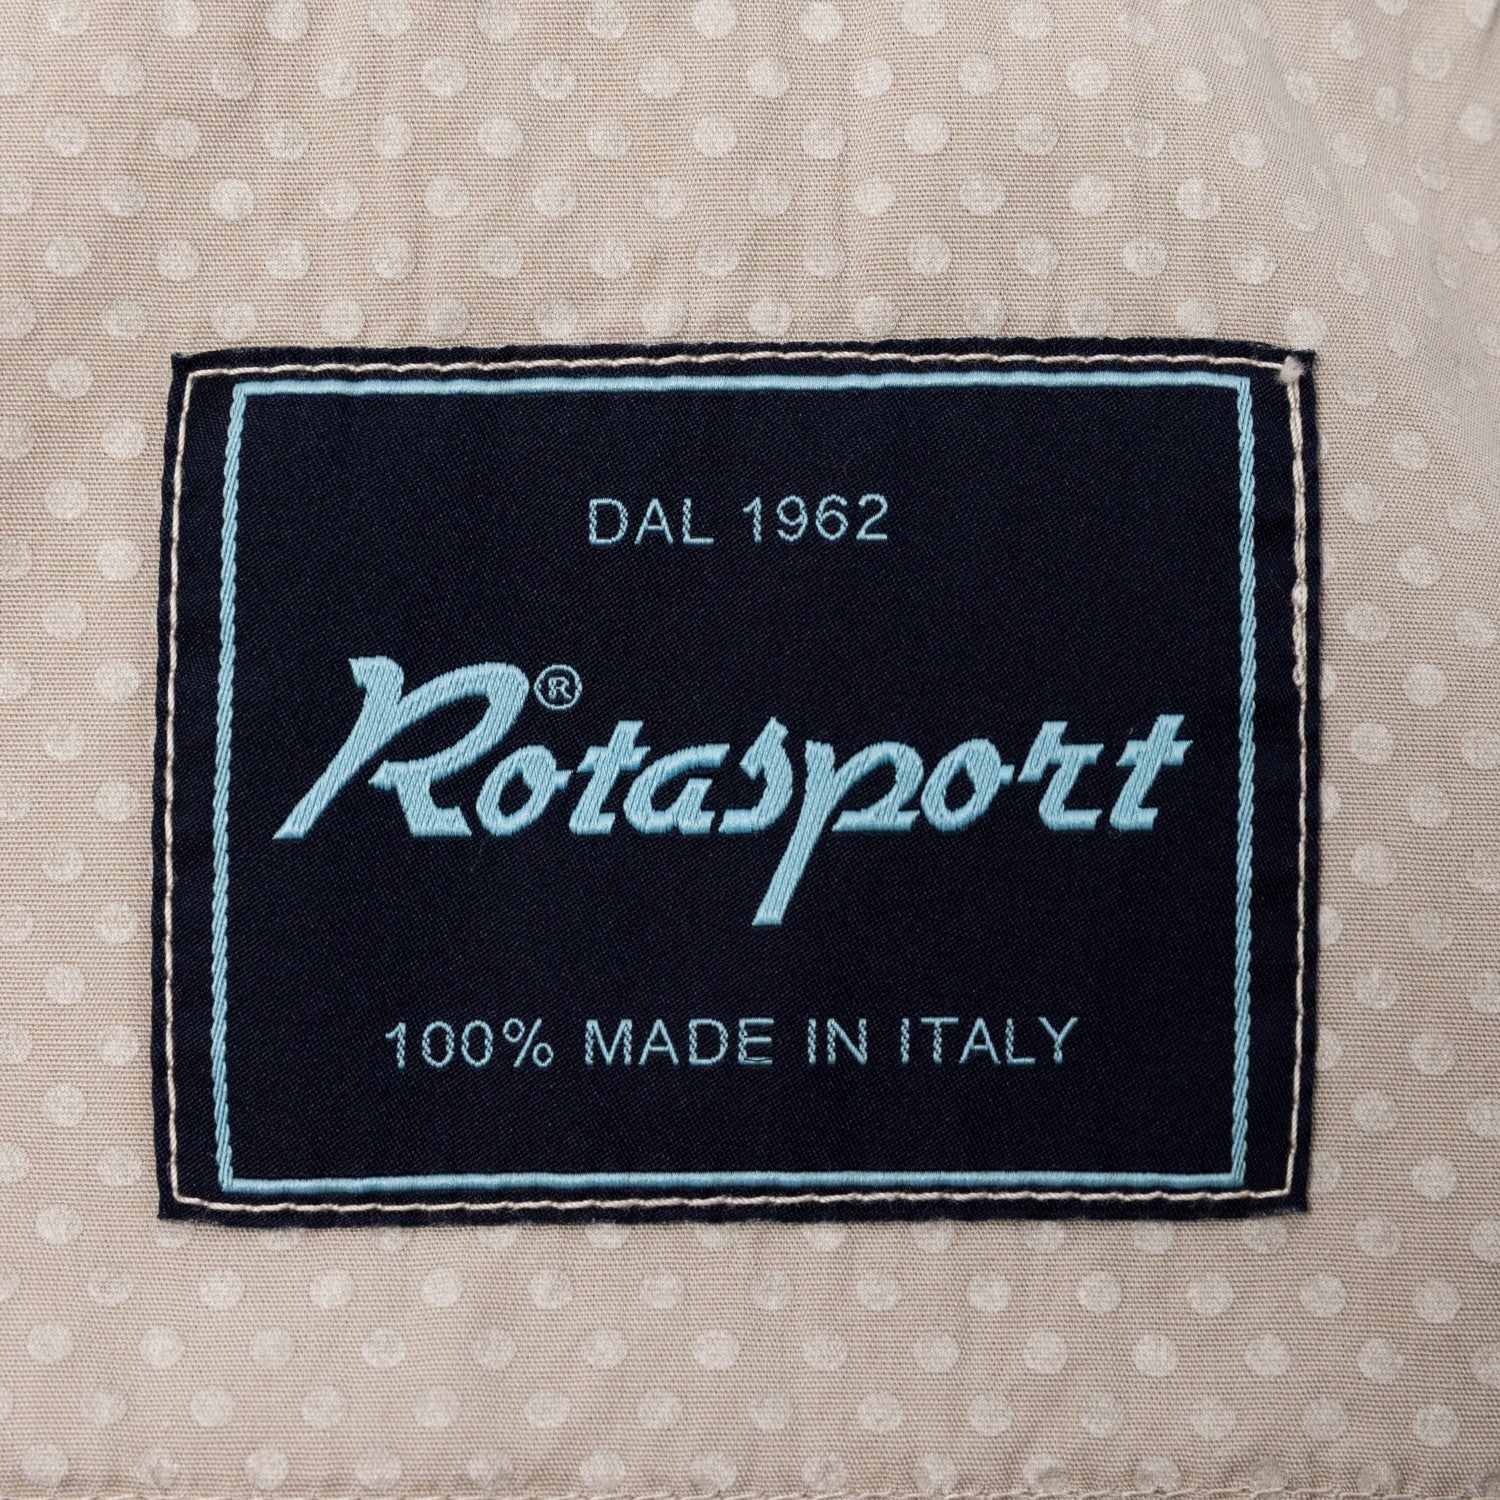 DAL 1962
Rotasport®
100% MADE IN ITALY